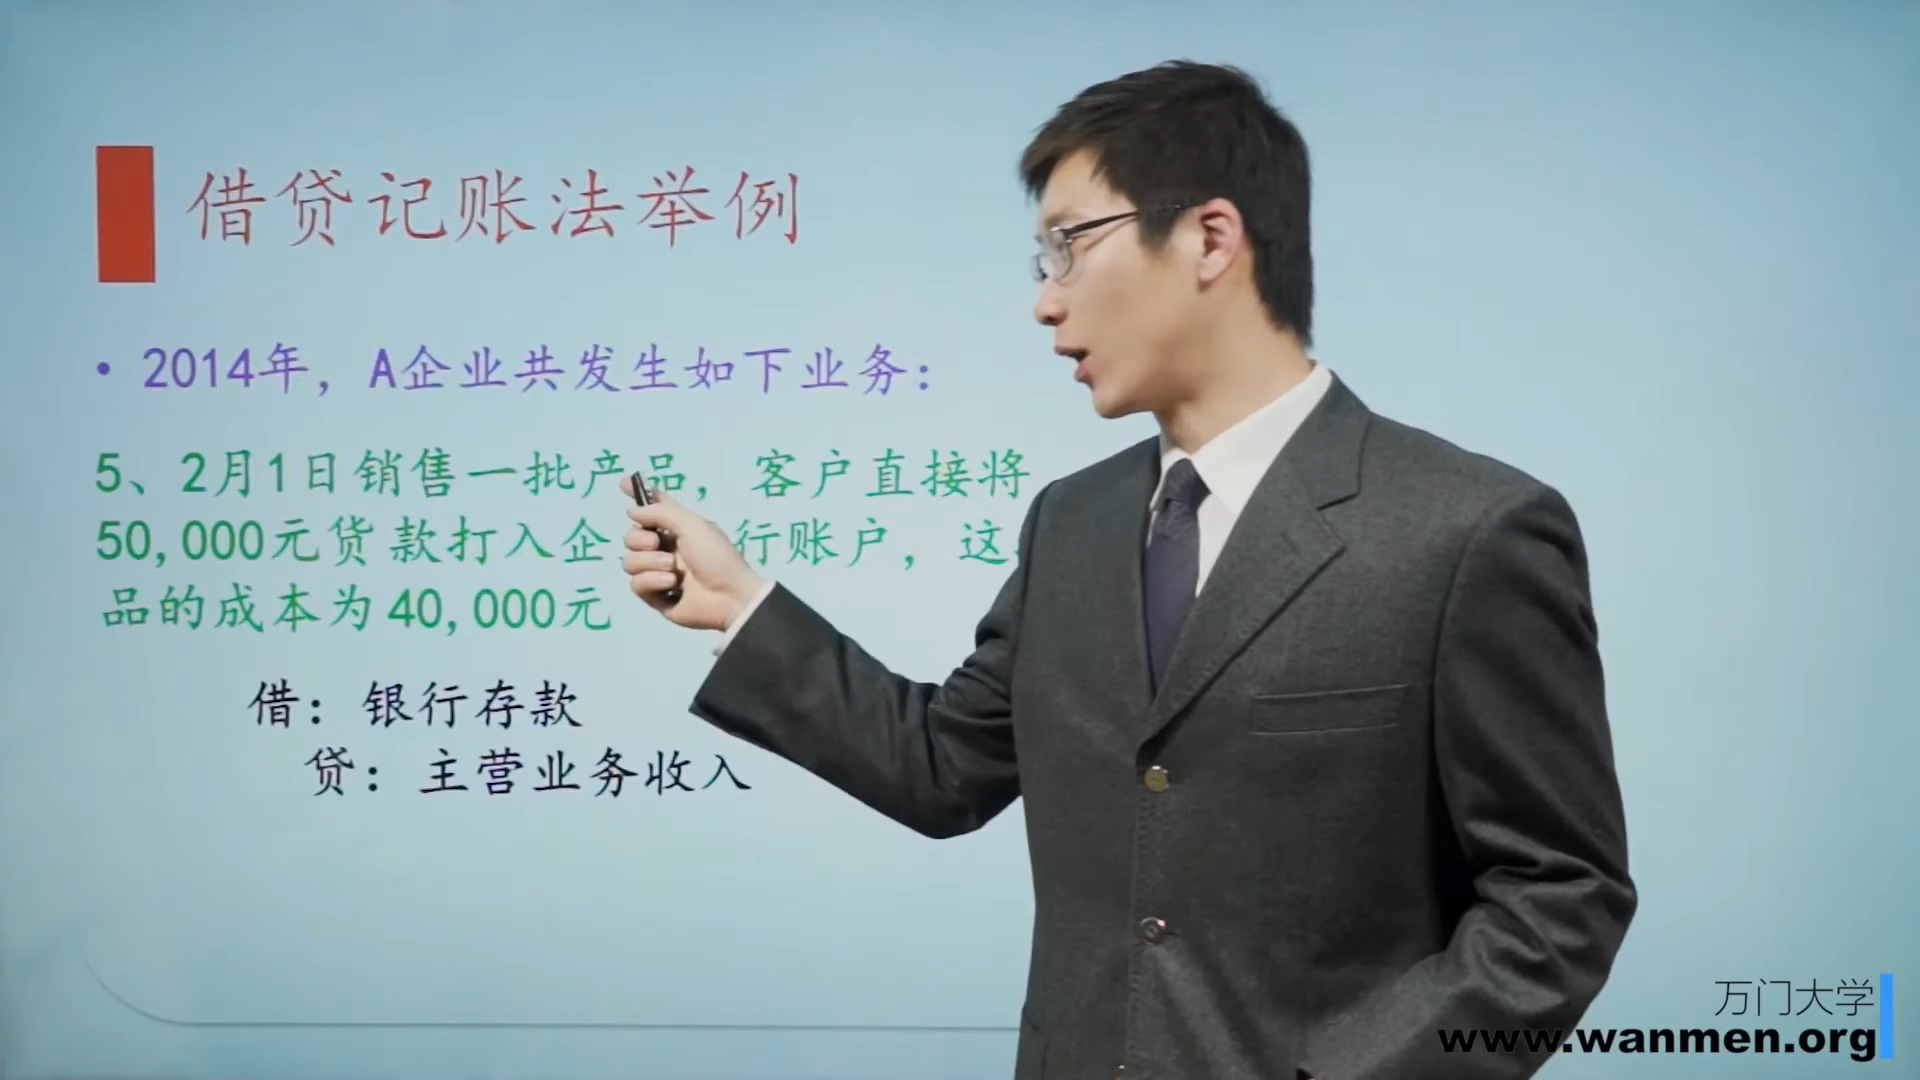 借贷记账法举例
• 2014年，A企业共发生如下业务：
5、2月1日销售一批产品，客户直接将
50,000元货款打入企 行账户，这
品的成本为40,000元
借：银行存款
贷：主营业务收入
万门大学
www.wanmen.org